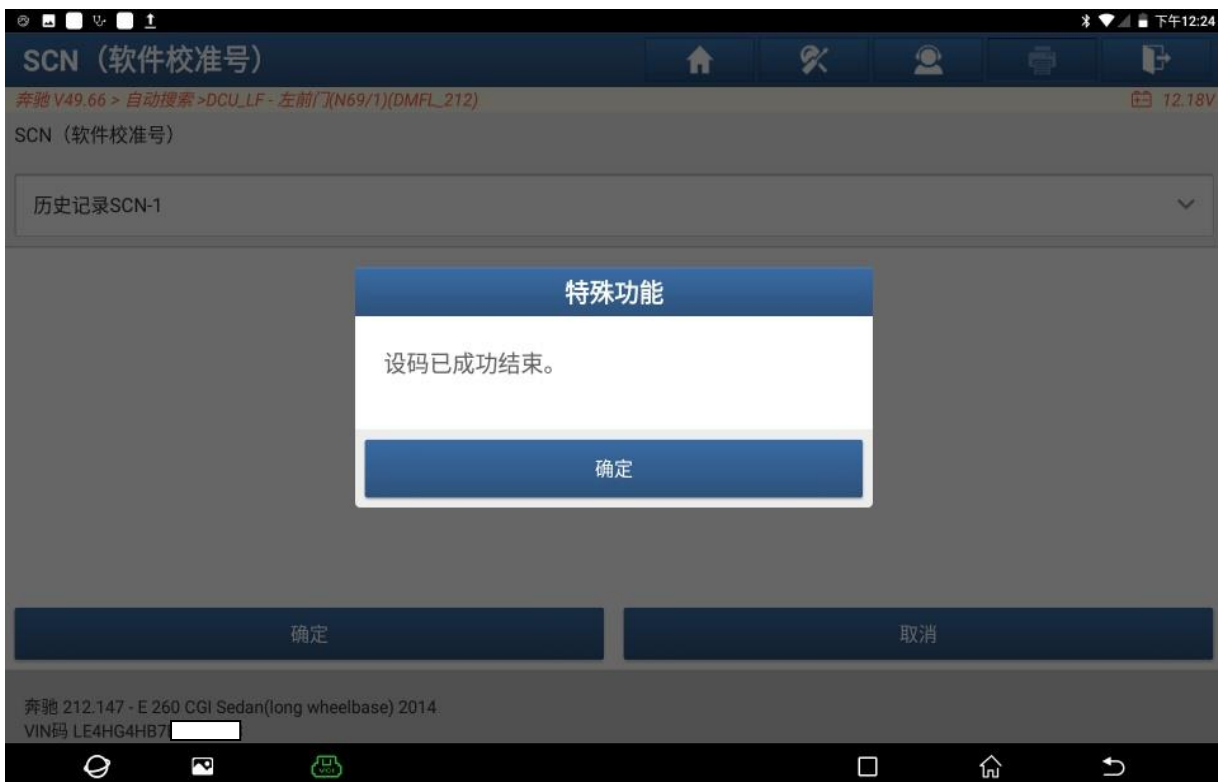 下午12:24
SCN（软件校准号）
奔驰 V49.66 > 自动搜索 >DCU_LF - 左前门(N69/1)(DMFL_212)
12.18V
SCN（软件校准号）
历史记录SCN-1
特殊功能
设码已成功结束。
确定
确定
取消
奔驰 212.147 - E 260 CGI Sedan(long wheelbase) 2014
VIN码 LE4HG4HB7
VCI